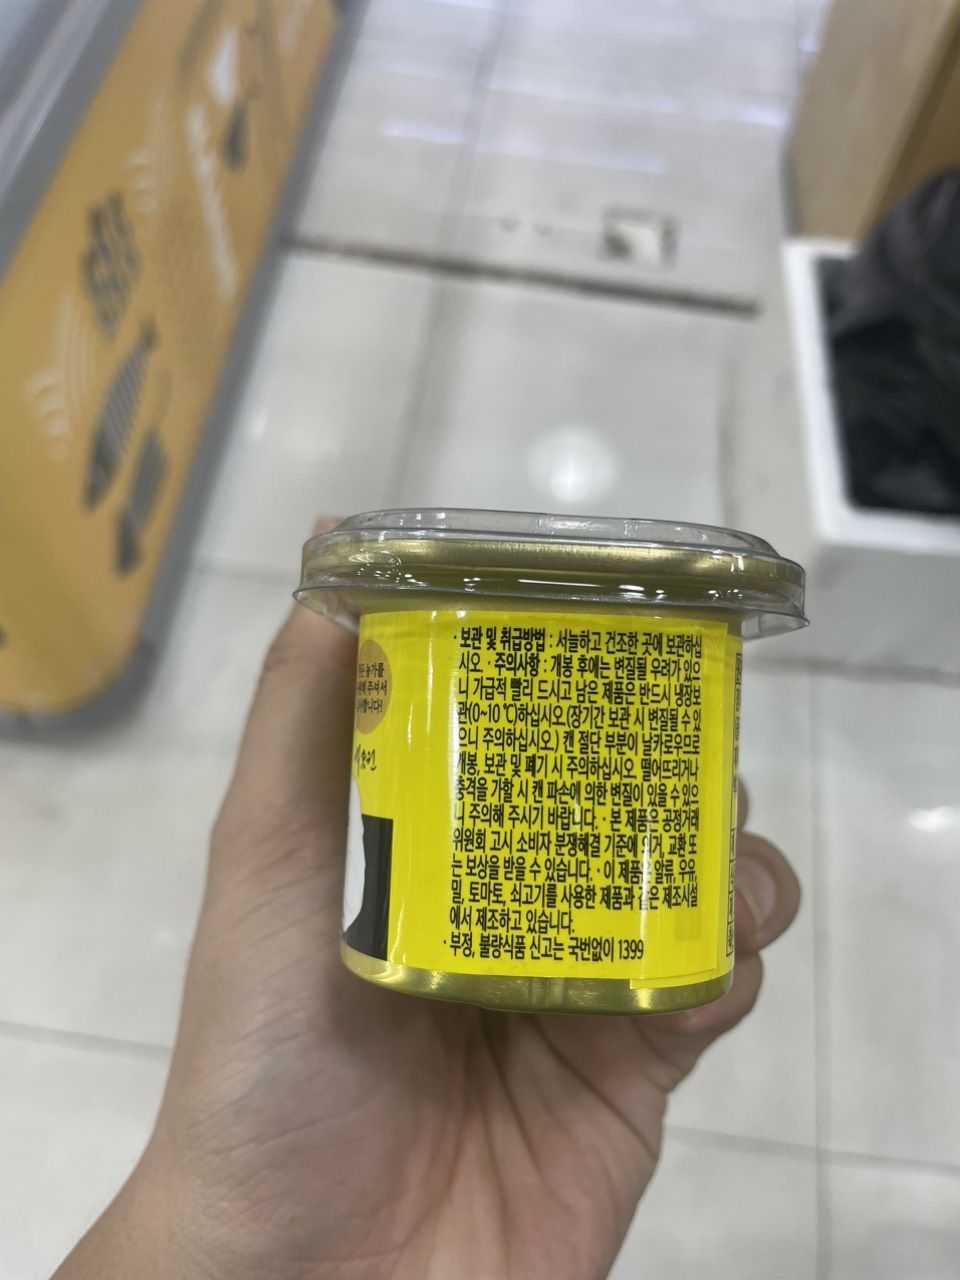 · 보관 및 취급방법 : 서늘하고 건조한 곳에 보관하십
시오 · 주의사항 : 개봉 후에는 변질될 우려가 있으
니 가급적 빨리 드시고 남은 제품은 반드시 냉장보
관(0~10 ℃)하십시오.(장기간 보관 시 변질될 수 있
으니 주의하십시오.) 캔 절단 부분이 날카로우므로
개봉, 보관 및 폐기 시 주의하십시오. 떨어뜨리거나
충격을 가할 시 캔 파손에 의한 변질이 있을 수 있으
니 주의해 주시기 바랍니다. · 본 제품은 공정거래
위원회 고시 소비자 분쟁해결 기준에 의거, 교환 또
는 보상을 받을 수 있습니다. · 이 제품은 알류, 우유,
밀, 토마토, 쇠고기를 사용한 제품과 같은 제조시설
에서 제조하고 있습니다.
· 부정, 불량식품 신고는 국번없이 1399
농가를
주셔서